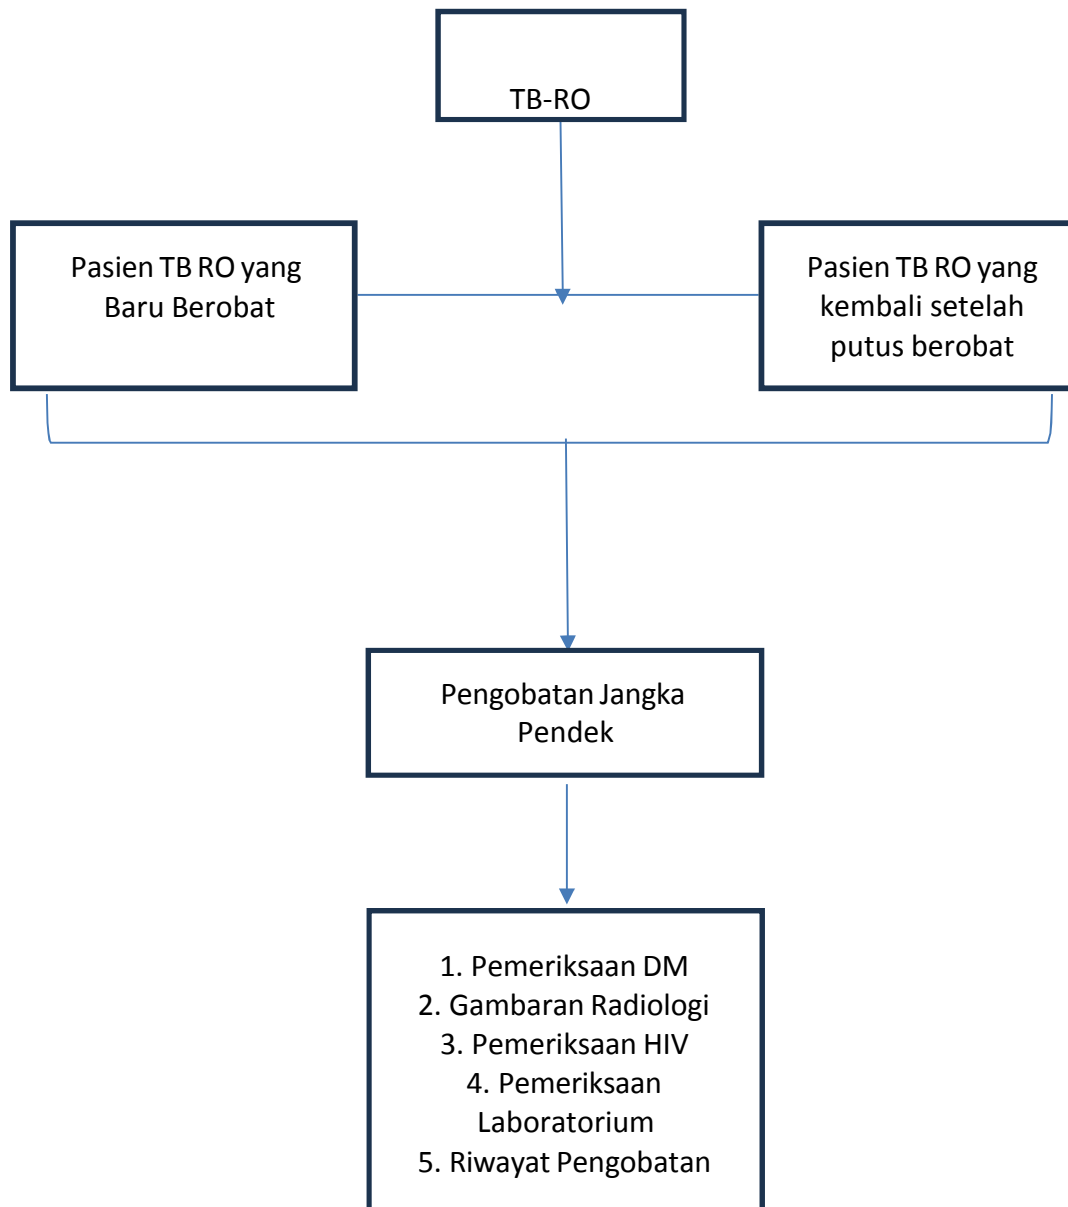 TB-RO
Pasien TB RO yang
Baru Berobat
Pasien TB RO yang
kembali setelah
putus berobat
Pengobatan Jangka
Pendek
1. Pemeriksaan DM
2. Gambaran Radiologi
3. Pemeriksaan HIV
4. Pemeriksaan
Laboratorium
5. Riwayat Pengobatan